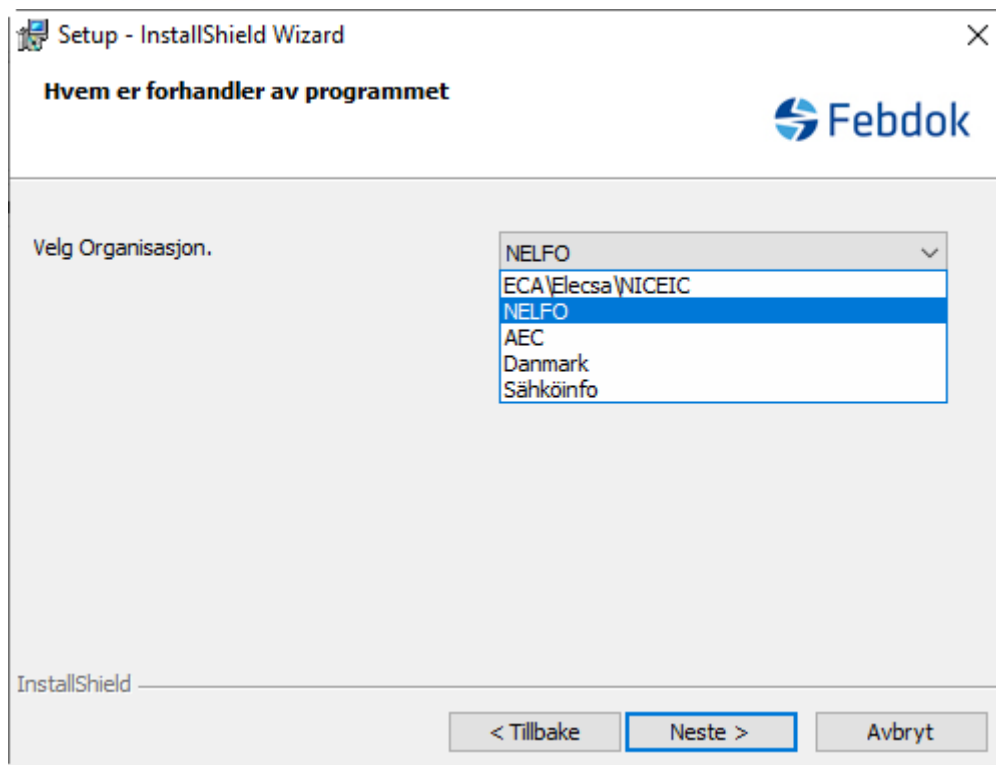 Setup - InstallShield Wizard
Hvem er forhandler av programmet
Febdok
Velg Organisasjon.
NELFO
ECA\Elecsa\NICEIC
NELFO
AEC
Danmark
Sähköinfo
InstallShield
< Tillbake
Neste >
Avbryt